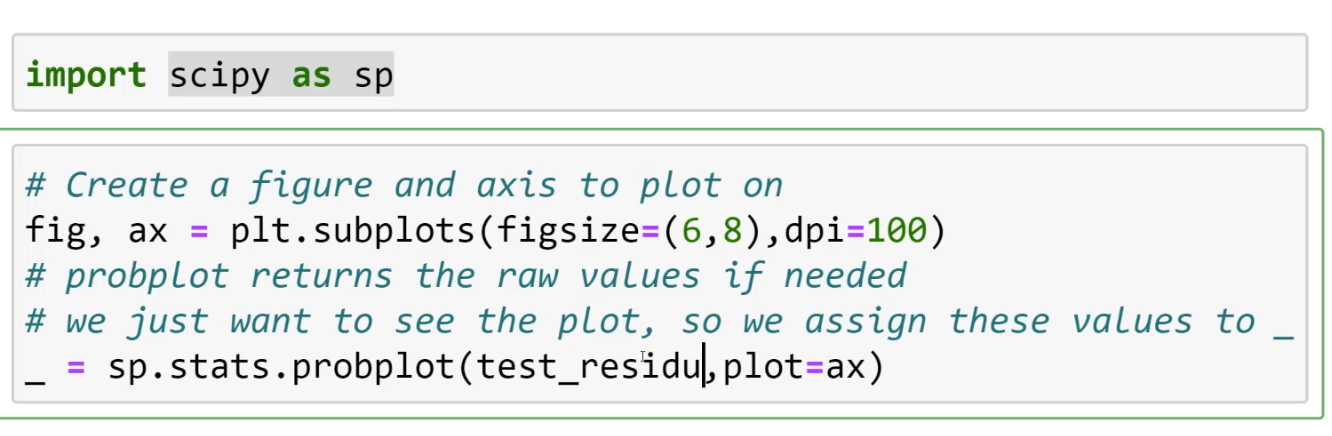 import scipy as sp
# Create a figure and axis to plot on
fig, ax = plt.subplots(figsize=(6,8),dpi=100)
# probplot returns the raw values if needed
# we just want to see the plot, so we assign these values to _
_ = sp.stats.probplot(test_residu,plot=ax)